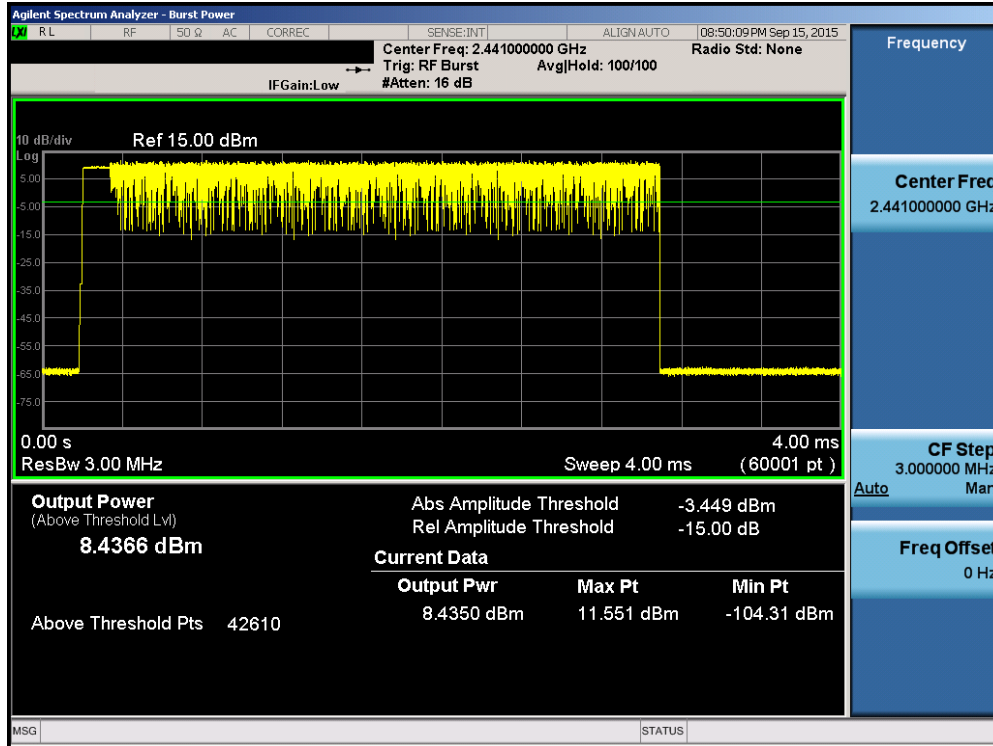 Agilent Spectrum Analyzer - Burst Power
LXI RL RF 50 Ω AC CORREC SENSE:INT ALIGNAUTO 08:50:09 PM Sep 15, 2015
Center Freq: 2.441000000 GHz Radio Std: None
Trig: RF Burst Avg|Hold: 100/100
IFGain:Low #Atten: 16 dB
10 dB/div Ref 15.00 dBm
Log
5.00
-5.00
-15.0
-25.0
-35.0
-45.0
-55.0
-65.0
-75.0
0.00 s 4.00 ms
ResBw 3.00 MHz Sweep 4.00 ms (60001 pt)
Output Power
(Above Threshold Lvl)
8.4366 dBm
Above Threshold Pts 42610
Abs Amplitude Threshold -3.449 dBm
Rel Amplitude Threshold -15.00 dB
Current Data
Output Pwr Max Pt Min Pt
8.4350 dBm 11.551 dBm -104.31 dBm
Frequency
Center Freq
2.441000000 GHz
CF Step
3.000000 MHz
Auto Man
Freq Offset
0 Hz
MSG STATUS